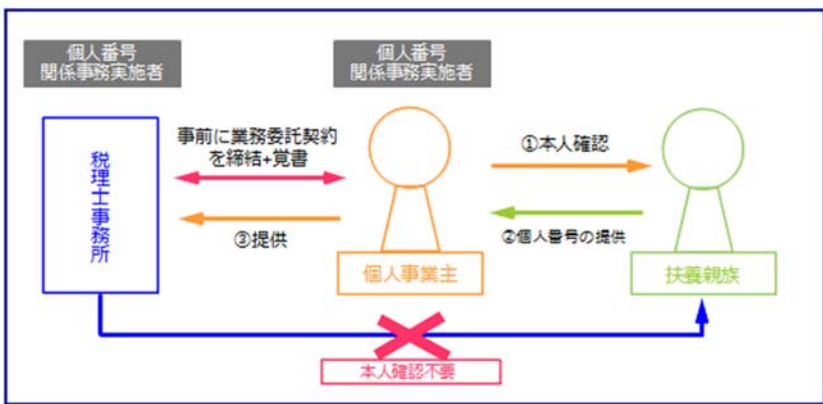 個人番号
関係事務実施者
個人番号
関係事務実施者
税理士事務所
事前に業務委託契約
を締結+覚書
③提供
個人事業主
①本人確認
②個人番号の提供
扶養親族
本人確認不要